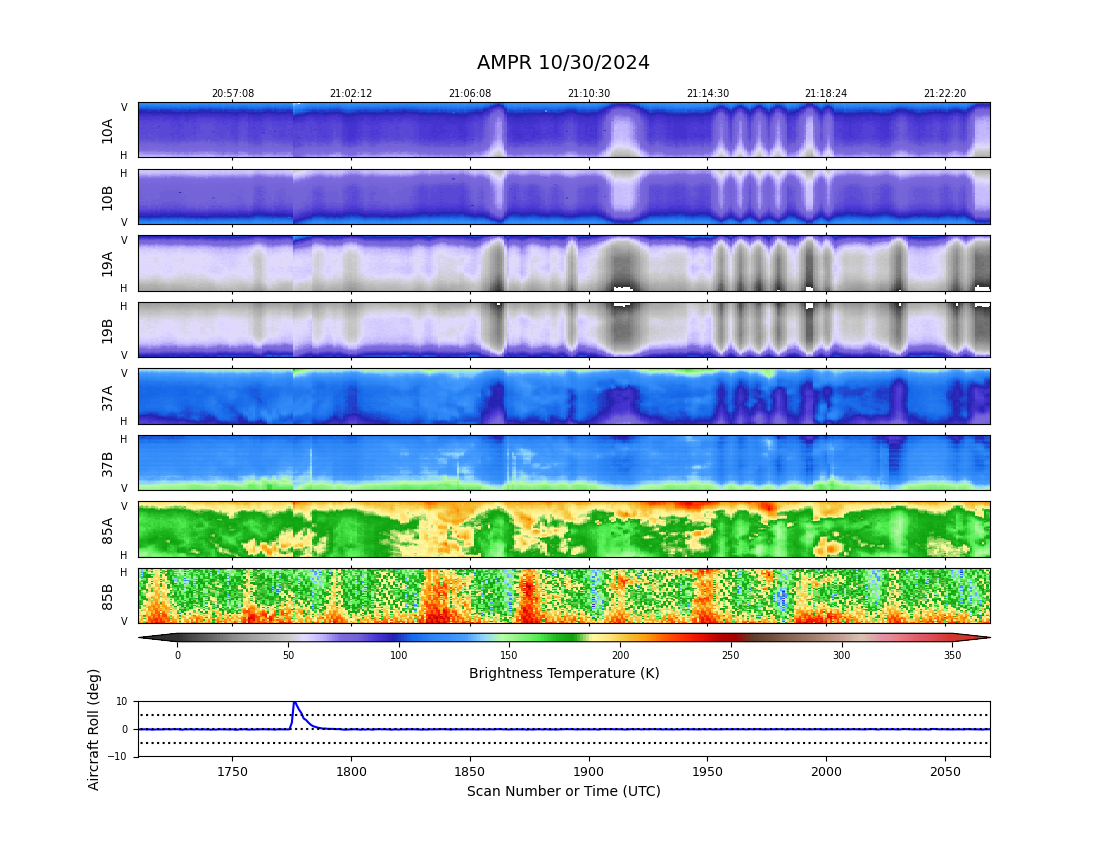 AMPR 10/30/2024
20:57:08 21:02:12 21:06:08 21:10:30 21:14:30 21:18:24 21:22:20
V
10A
H
H
10B
V
V
19A
H
H
19B
V
V
37A
H
H
37B
V
V
85A
H
H
85B
V
0 50 100 150 200 250 300 350
Brightness Temperature (K)
Aircraft Roll (deg)
10
0
−10
1750 1800 1850 1900 1950 2000 2050
Scan Number or Time (UTC)